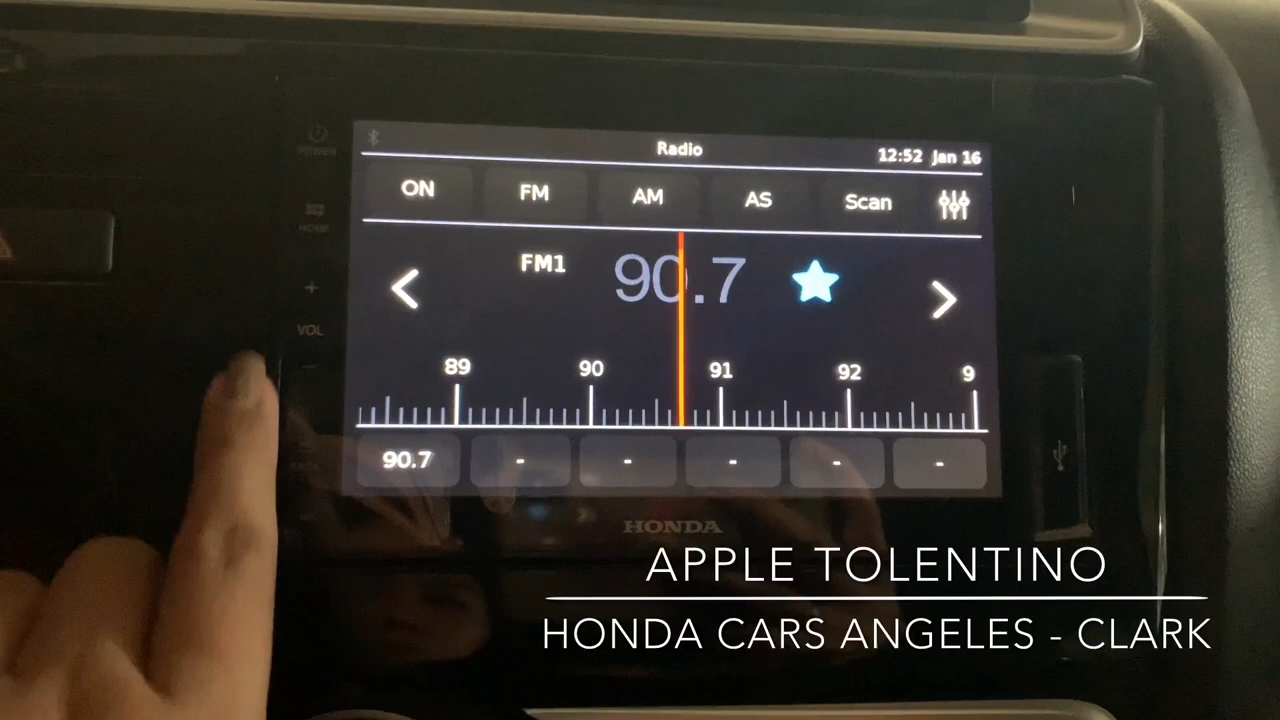 POWER
Radio
12:52 Jan 16
ON FM AM AS Scan
HOME
FM1 90.7
+
VOL
-
89 90 91 92 9
90.7 - - - - -
BACK
HONDA
APPLE TOLENTINO
HONDA CARS ANGELES - CLARK